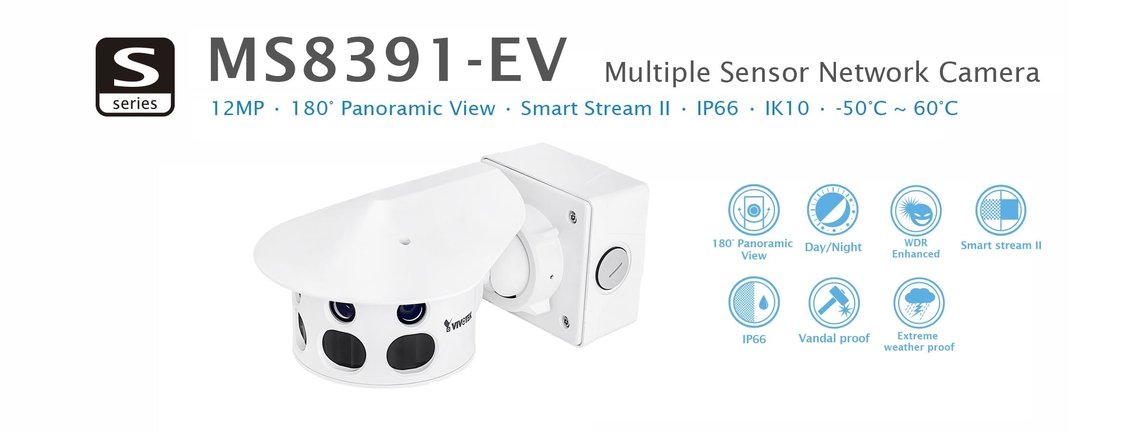 S
series
MS8391-EV
Multiple Sensor Network Camera
12MP · 180° Panoramic View · Smart Stream II · IP66 · IK10 · -50°C ~ 60°C
VIVOTEK
180° Panoramic
View
Day/Night
WDR
Enhanced
Smart stream II
IP66
Vandal proof
Extreme
weather proof